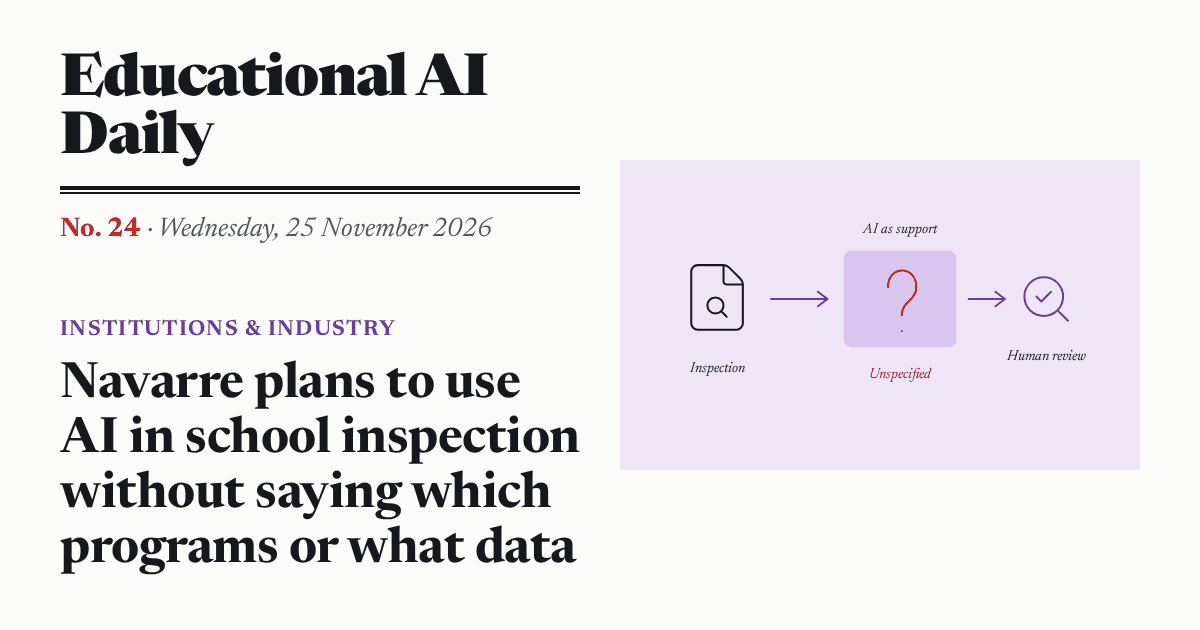 Educational AI
Daily
No. 24 · Wednesday, 25 November 2026
INSTITUTIONS & INDUSTRY
Navarre plans to use
AI in school inspection
without saying which
programs or what data
AI as support
?
Inspection
Unspecified
Human review